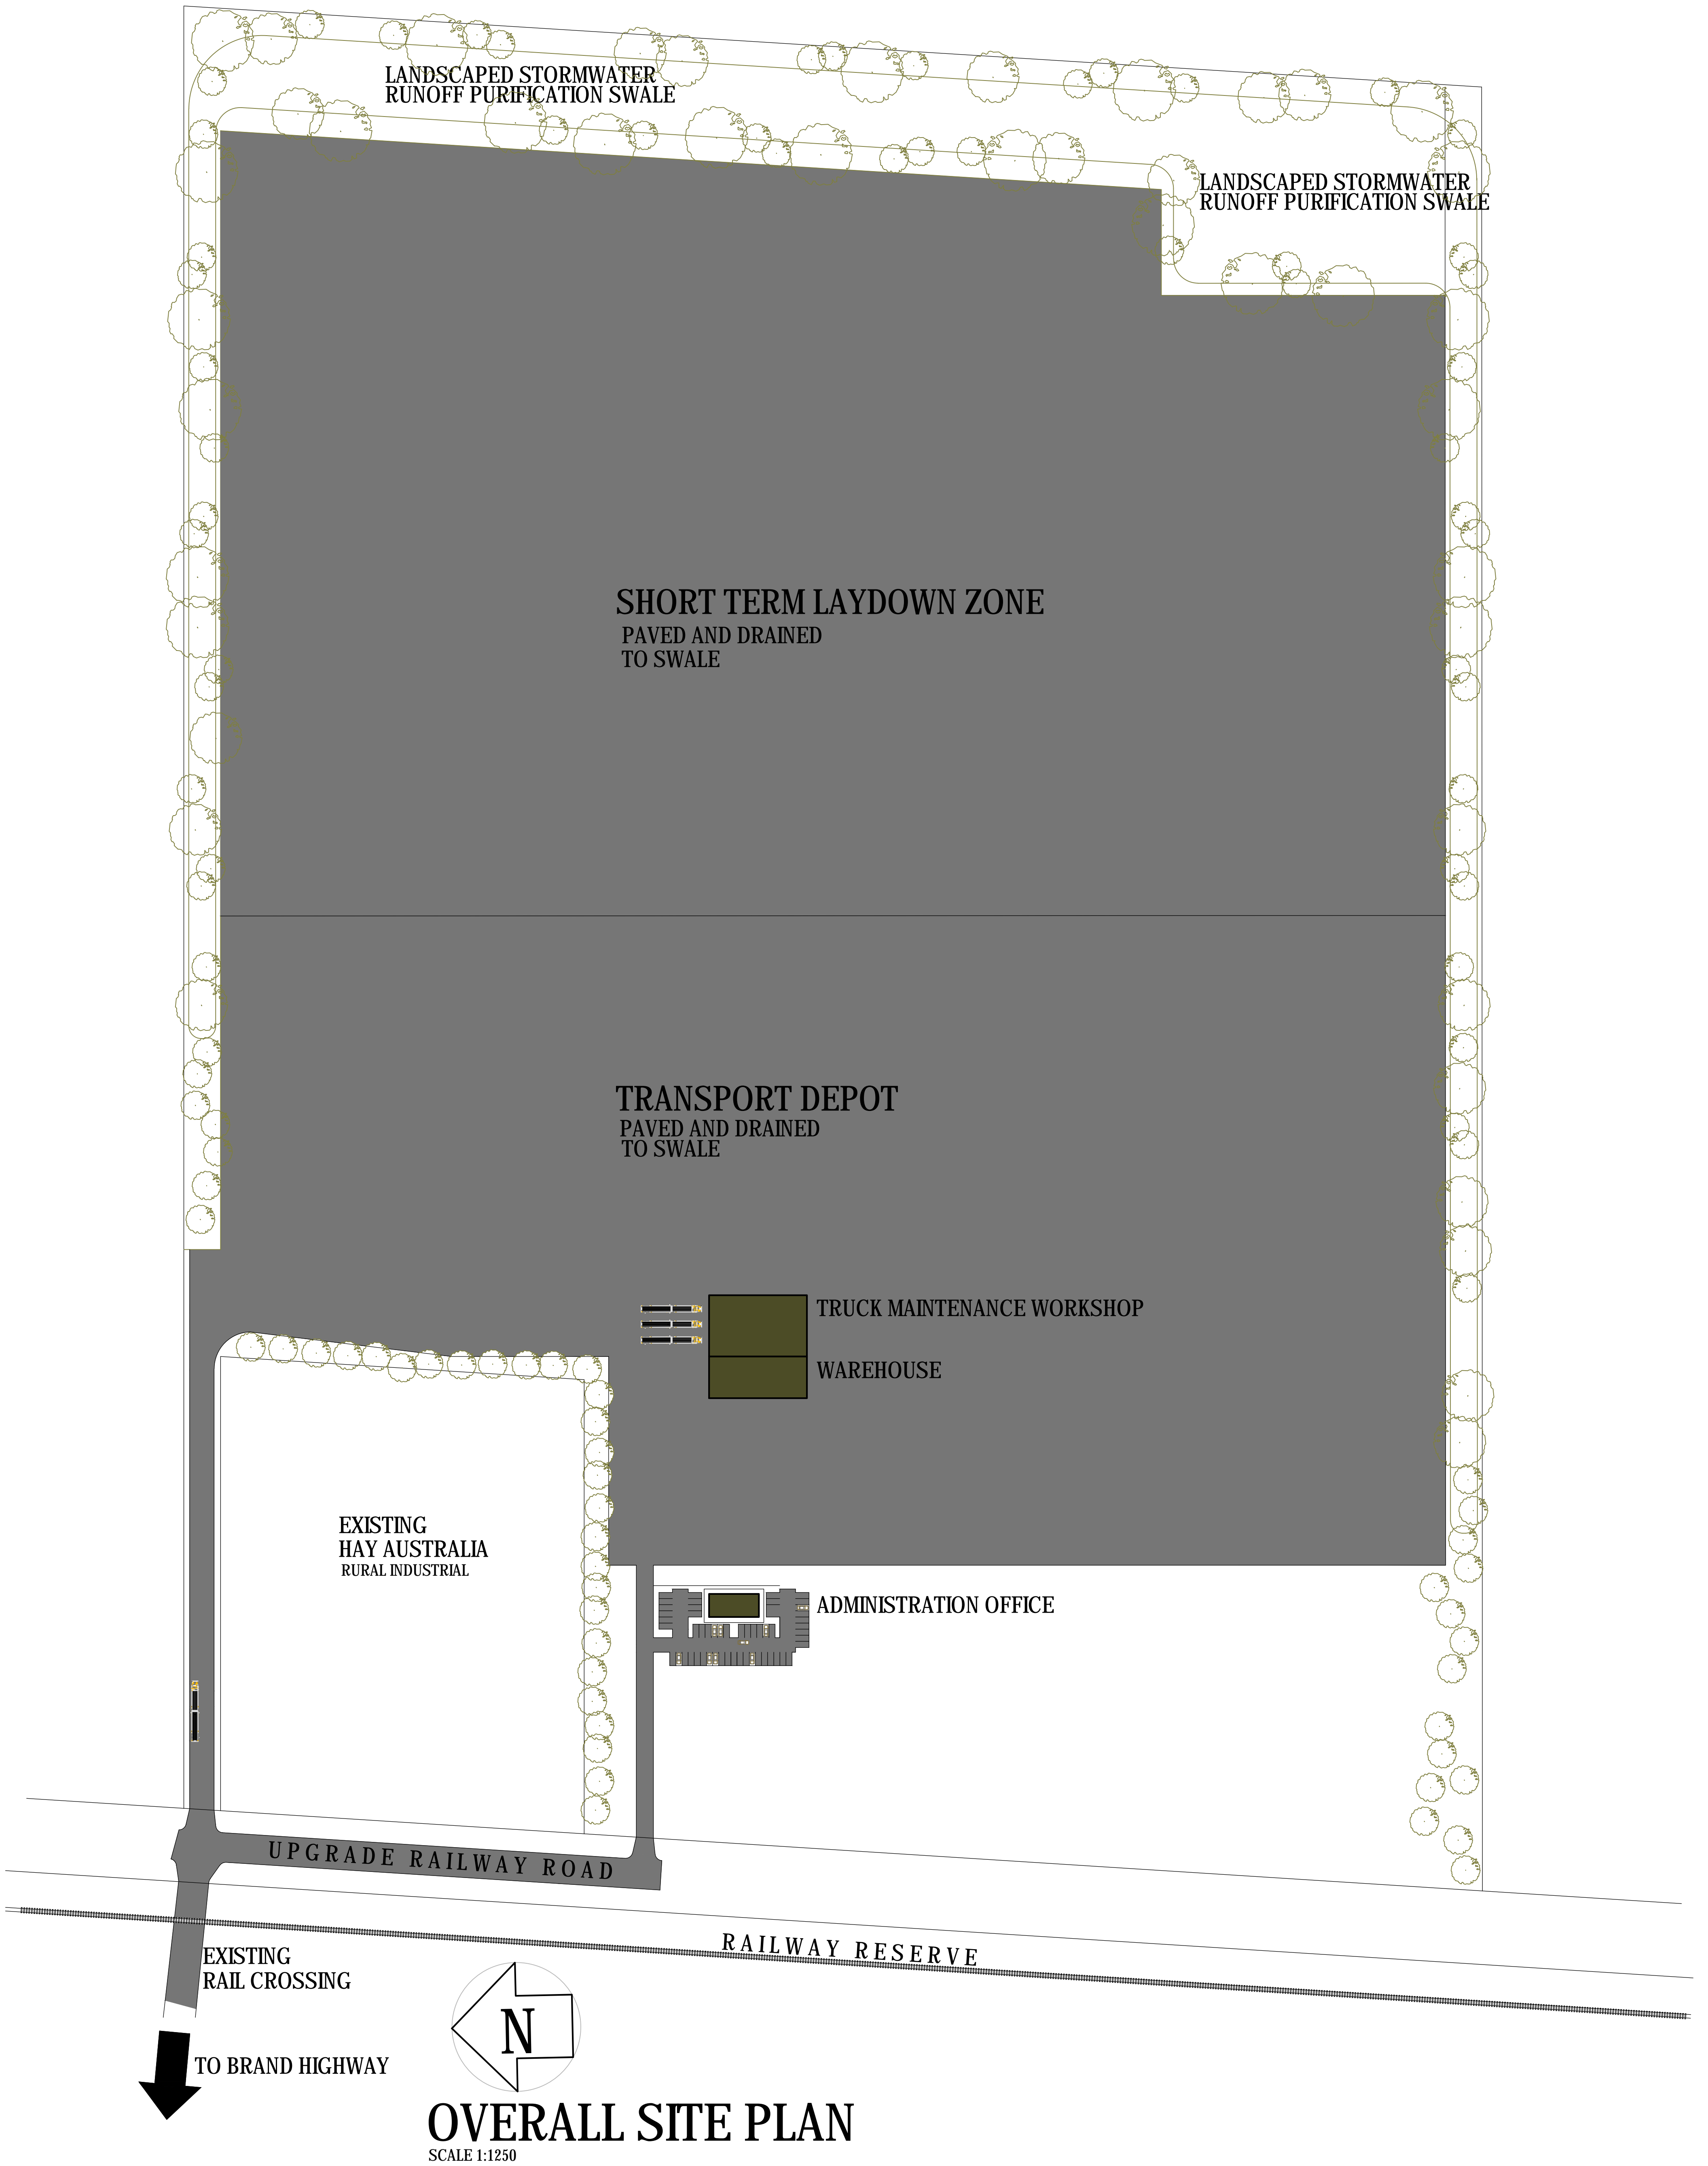 LANDSCAPED STORMWATER
RUNOFF PURIFICATION SWALE
LANDSCAPED STORMWATER
RUNOFF PURIFICATION SWALE
SHORT TERM LAYDOWN ZONE
PAVED AND DRAINED
TO SWALE
TRANSPORT DEPOT
PAVED AND DRAINED
TO SWALE
TRUCK MAINTENANCE WORKSHOP
WAREHOUSE
EXISTING
HAY AUSTRALIA
RURAL INDUSTRIAL
ADMINISTRATION OFFICE
UPGRADE RAILWAY ROAD
RAILWAY RESERVE
EXISTING
RAIL CROSSING
N
TO BRAND HIGHWAY
OVERALL SITE PLAN
SCALE 1:1250